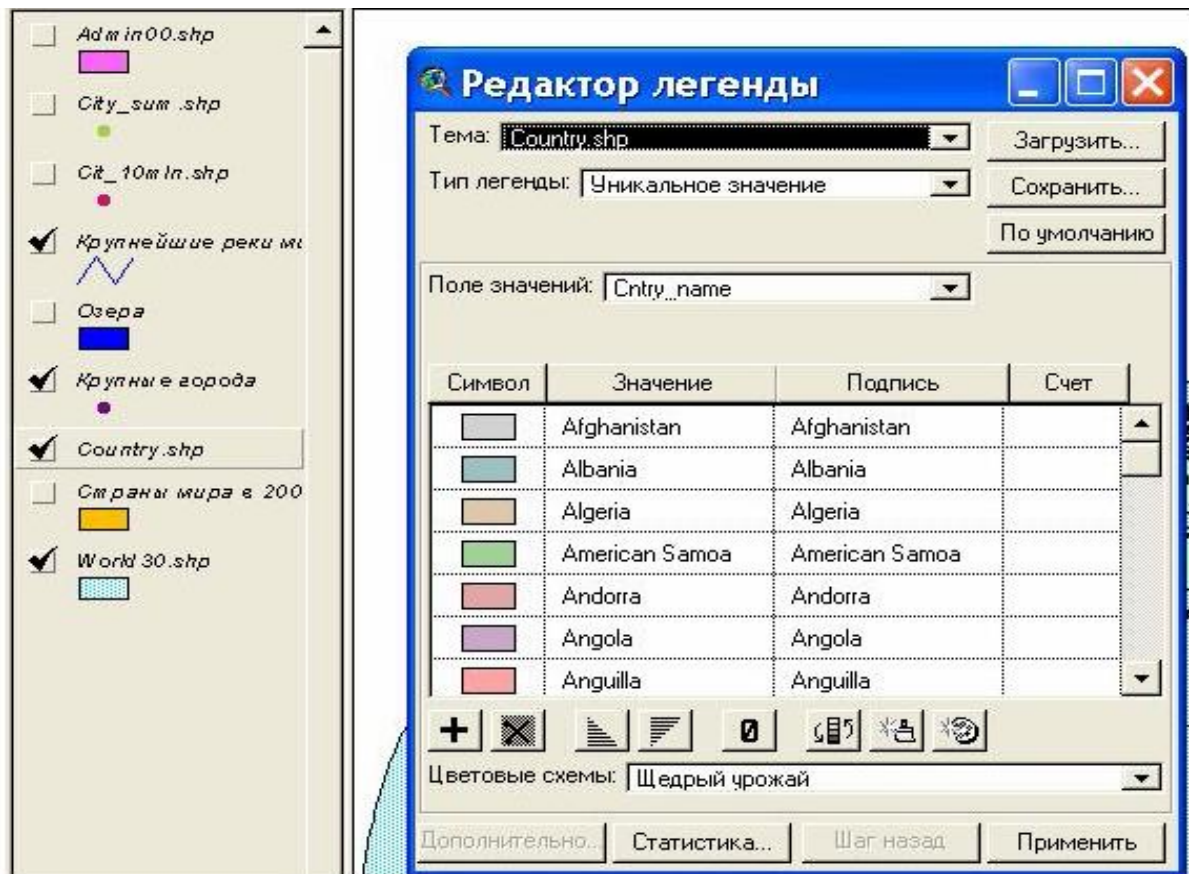 Admin00.shp
City_sum .shp
Cit_10mln.shp
Крупнейшие реки ми
Озера
Крупные города
Country.shp
Страны мира в 200
World 30.shp
Редактор легенды
Тема: Country.shp
Загрузить...
Тип легенды: Уникальное значение
Сохранить...
По умолчанию
Поле значений: Cntry_name
Символ Значение Подпись Счет
Afghanistan Afghanistan
Albania Albania
Algeria Algeria
American Samoa American Samoa
Andorra Andorra
Angola Angola
Anguilla Anguilla
0
Цветовые схемы: Щедрый урожай
Дополнительно... Статистика... Шаг назад Применить